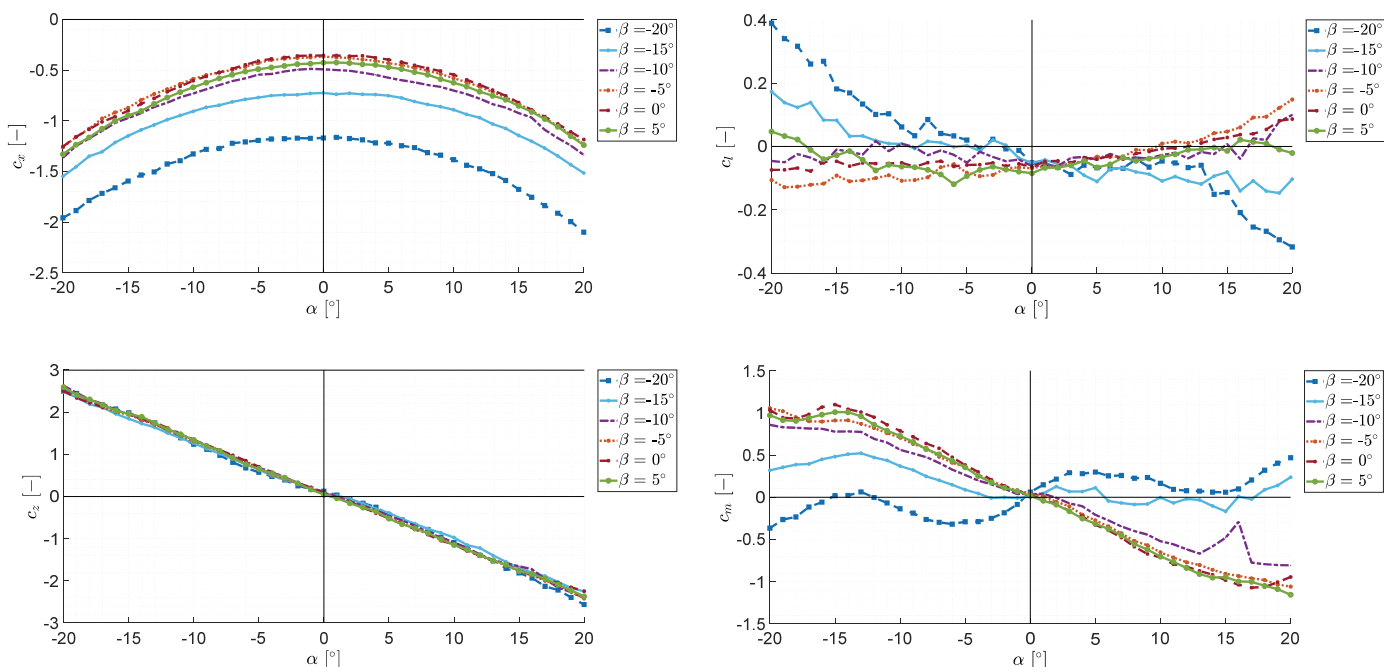 0
-0.5
-1
-1.5
-2
-2.5
-20 -15 -10 -5 0 5 10 15 20
α [°]
c_x [−]
β =-20°
β =-15°
β =-10°
β = -5°
β = 0°
β = 5°
0.4
0.2
0
-0.2
-0.4
-20 -15 -10 -5 0 5 10 15 20
α [°]
c_l [−]
β =-20°
β =-15°
β =-10°
β = -5°
β = 0°
β = 5°
3
2
1
0
-1
-2
-3
-20 -15 -10 -5 0 5 10 15 20
α [°]
c_z [−]
β =-20°
β =-15°
β =-10°
β = -5°
β = 0°
β = 5°
1.5
1
0.5
0
-0.5
-1
-1.5
-20 -15 -10 -5 0 5 10 15 20
α [°]
c_m [−]
β =-20°
β =-15°
β =-10°
β = -5°
β = 0°
β = 5°